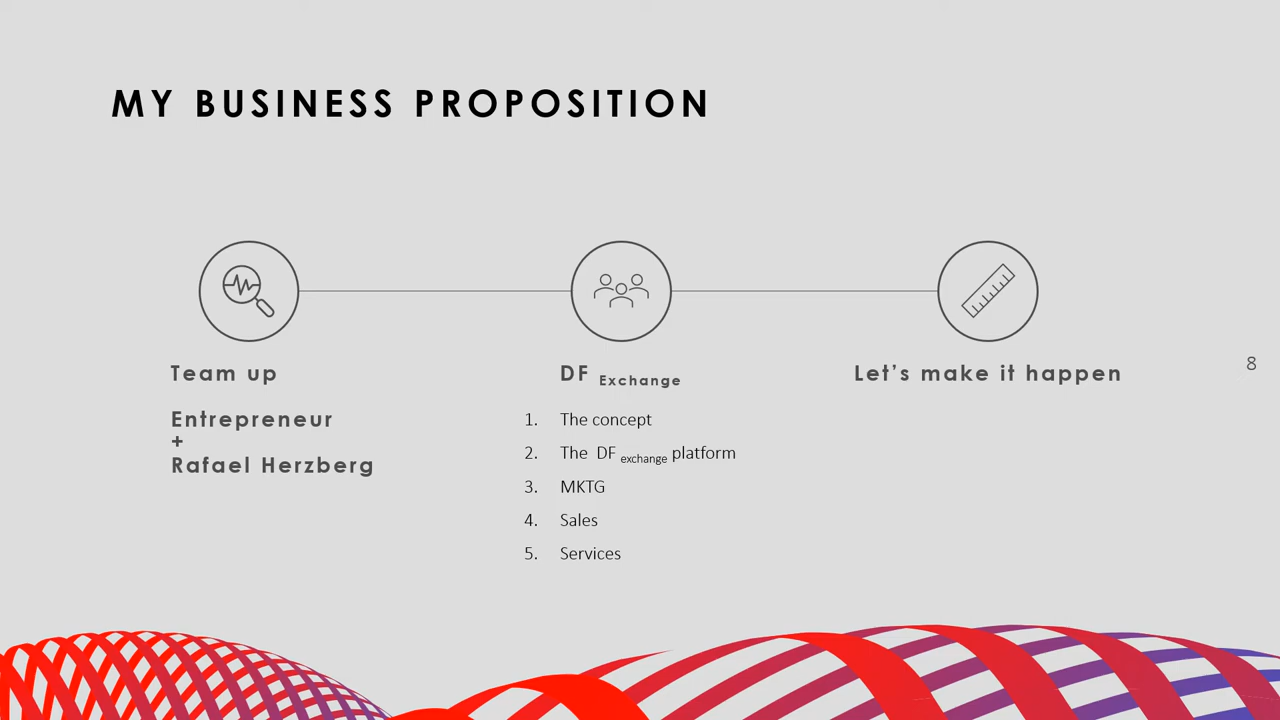 MY BUSINESS PROPOSITION
Team up
Entrepreneur
+
Rafael Herzberg
DF Exchange
1. The concept
2. The DF exchange platform
3. MKTG
4. Sales
5. Services
Let’s make it happen
8